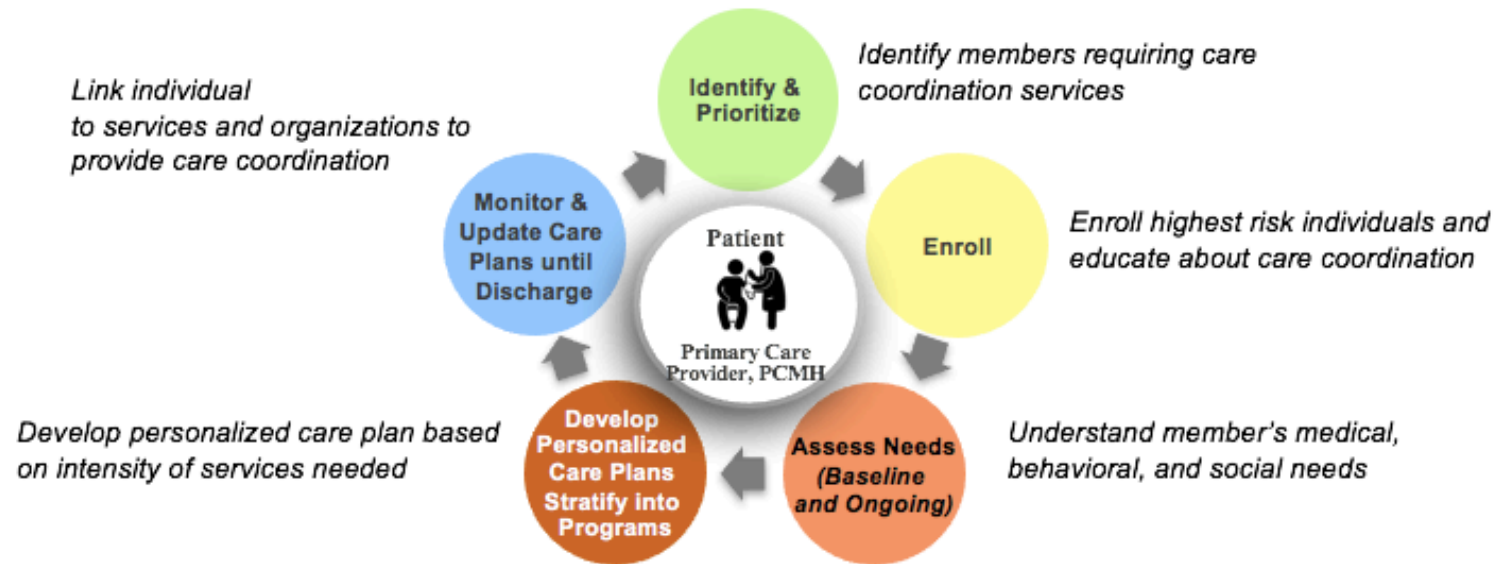 Identify &
Prioritize
Identify members requiring care
coordination services
Enroll
Enroll highest risk individuals and
educate about care coordination
Assess Needs
(Baseline
and Ongoing)
Understand member's medical,
behavioral, and social needs
Develop
Personalized
Care Plans
Stratify into
Programs
Develop personalized care plan based
on intensity of services needed
Monitor &
Update Care
Plans until
Discharge
Link individual
to services and organizations to
provide care coordination
Patient
Primary Care
Provider, PCMH